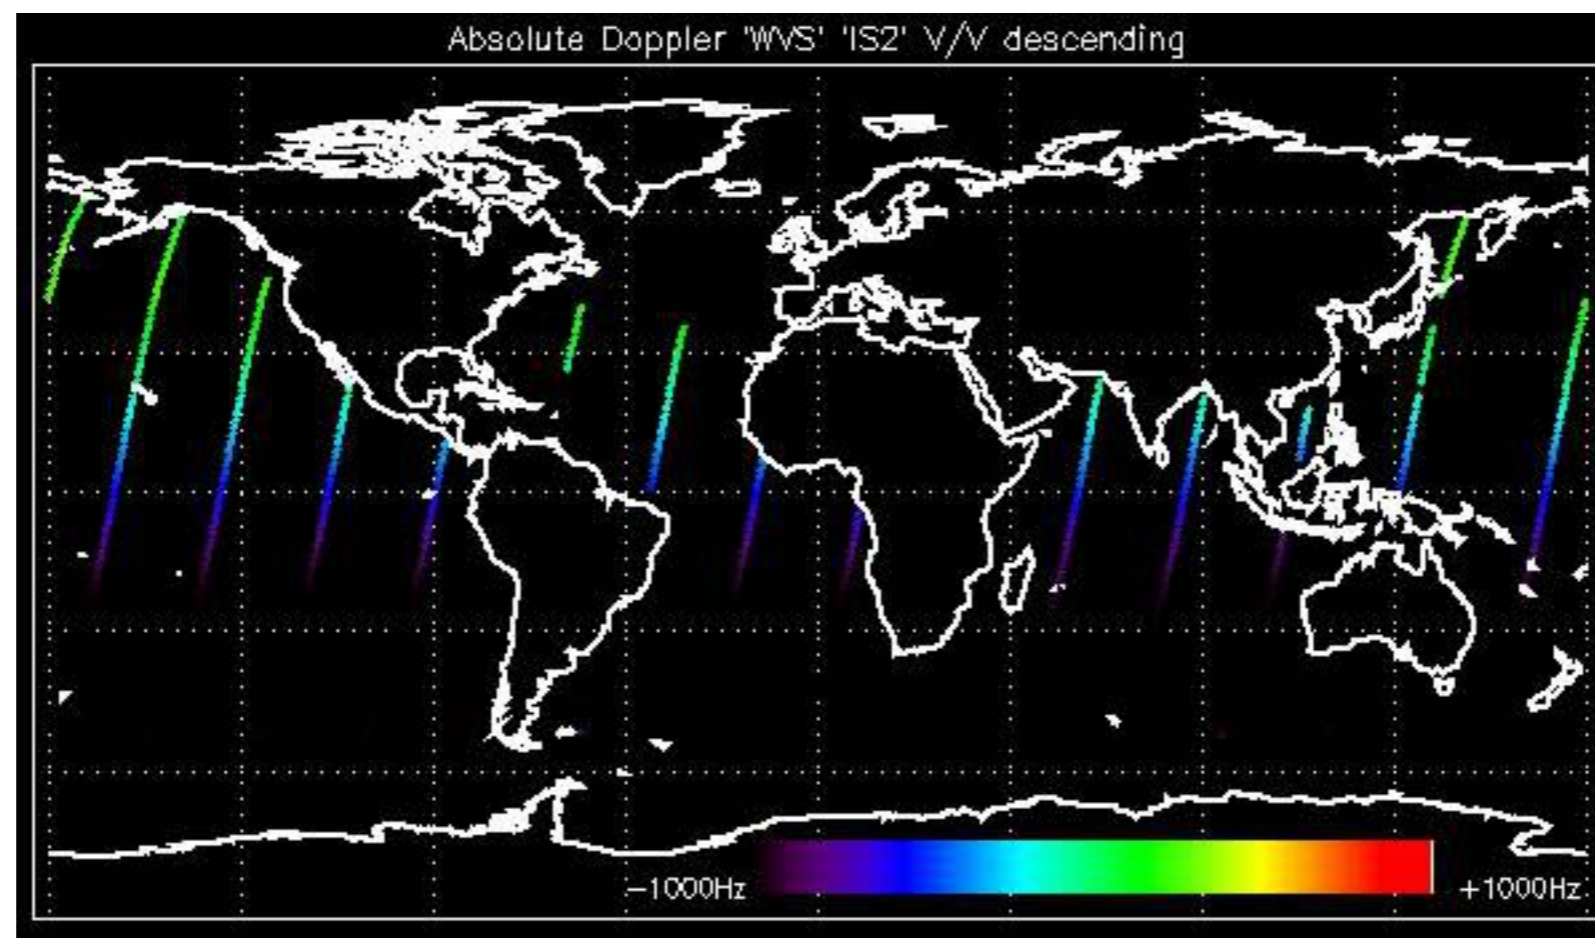 Absolute Doppler 'WVS' 'IS2' V/V descending
−1000Hz
+1000Hz